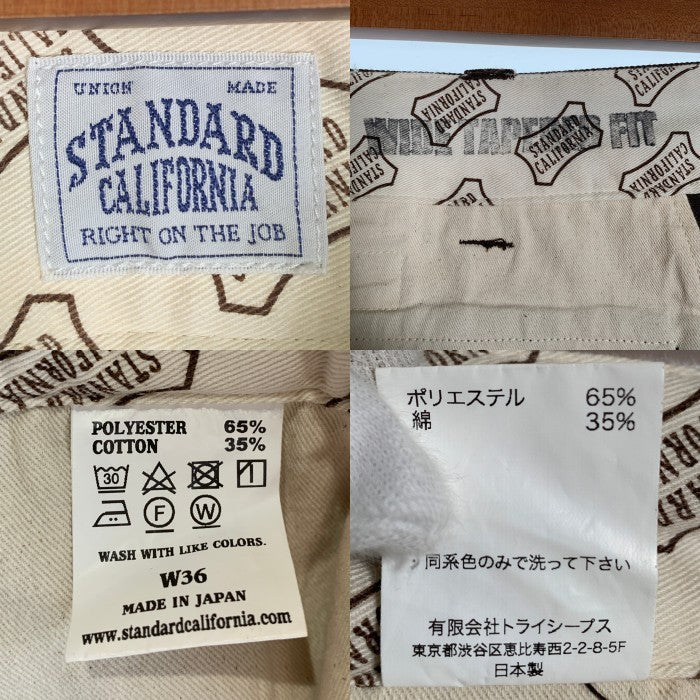 UNION MADE
STANDARD
CALIFORNIA
RIGHT ON THE JOB
WIDE TAPERED FIT
STANDARD
CALIFORNIA
STANDARD
CALIFORNIA
STANDARD
CALIFORNIA
POLYESTER 65%
COTTON 35%
30
F W
WASH WITH LIKE COLORS.
W36
MADE IN JAPAN
www.standardcalifornia.com
ポリエステル 65%
綿 35%
同系色のみで洗って下さい
有限会社トライシープス
東京都渋谷区恵比寿西2-2-8-5F
日本製